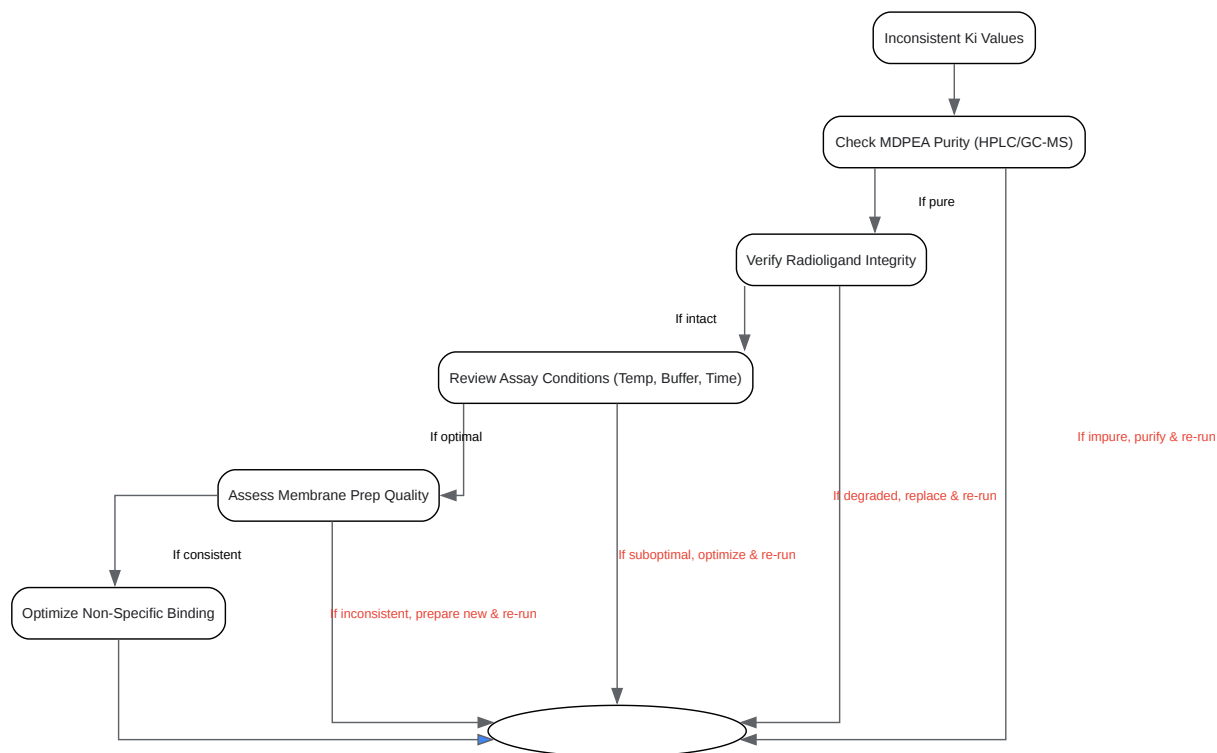 Inconsistent Ki Values
Check MDPEA Purity (HPLC/GC-MS)
If pure
Verify Radioligand Integrity
If intact
Review Assay Conditions (Temp, Buffer, Time)
If optimal
If impure, purify & re-run
Assess Membrane Prep Quality
If degraded, replace & re-run
If consistent
If suboptimal, optimize & re-run
Optimize Non-Specific Binding
If inconsistent, prepare new & re-run